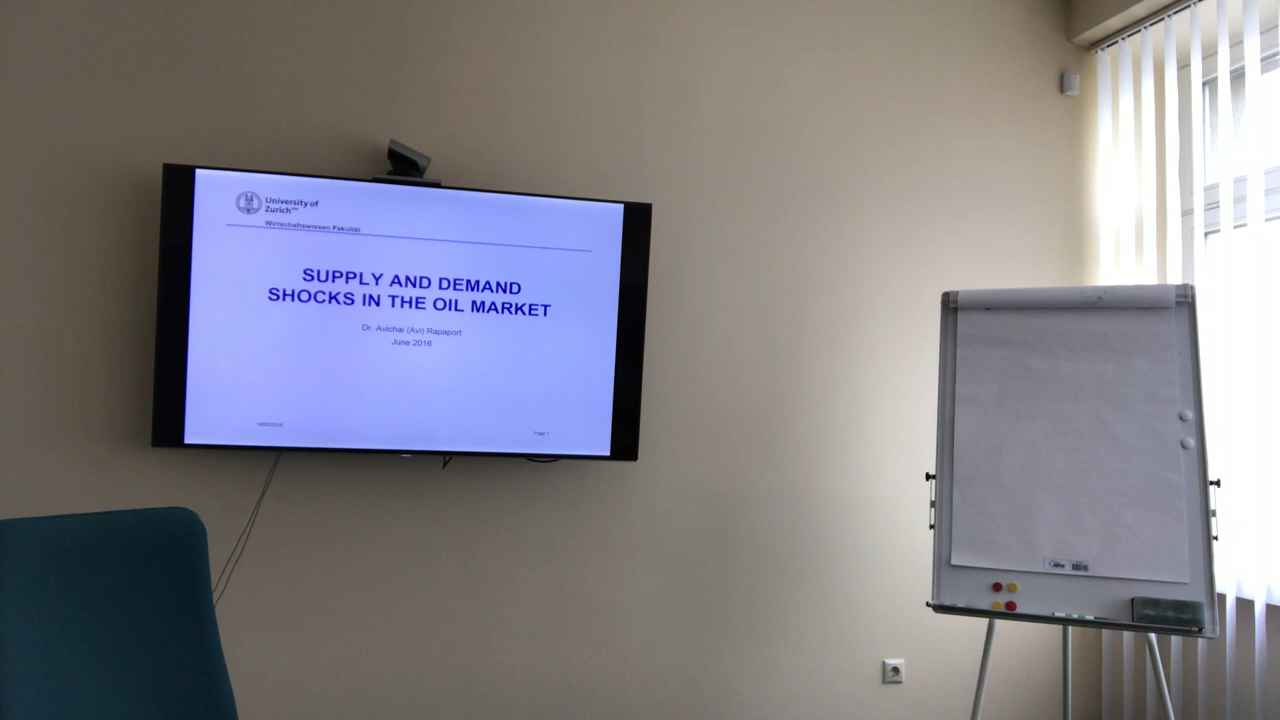 University of
Zurich
Wirtschaftswissen Fakultät
SUPPLY AND DEMAND
SHOCKS IN THE OIL MARKET
Dr. Avichai (Avi) Rapaport
June 2016
Page 1